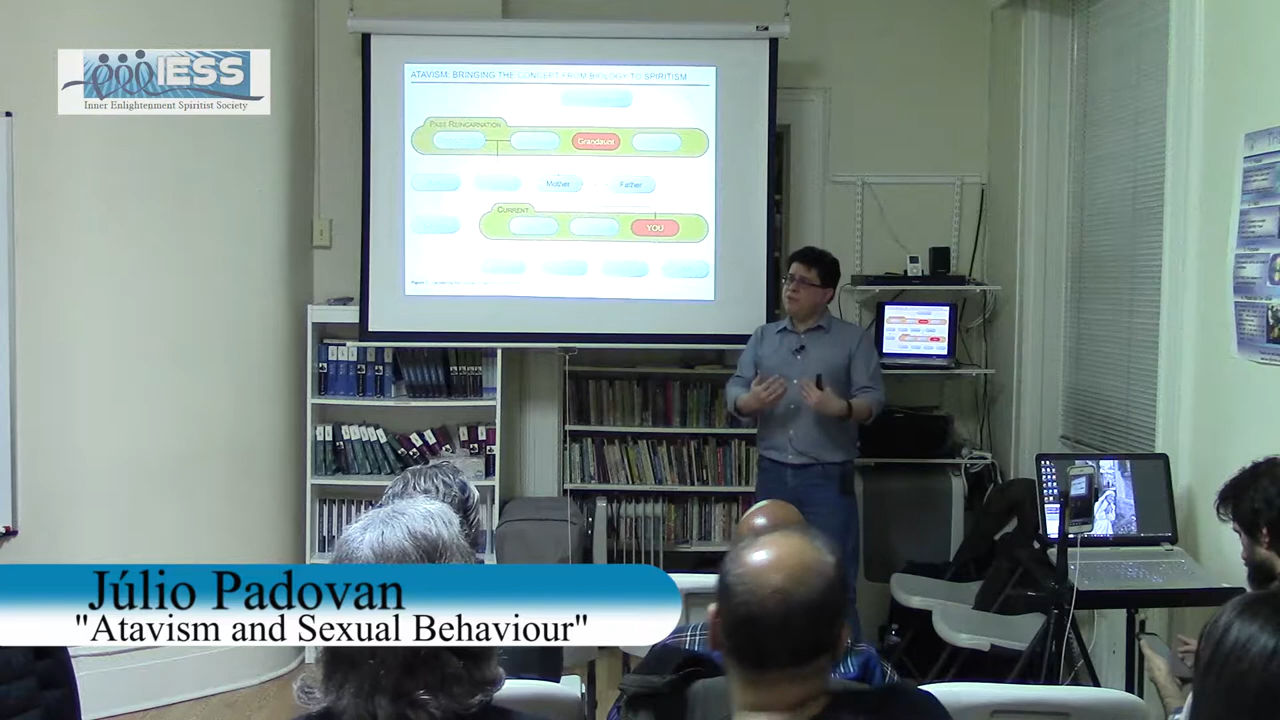 IESS
Inner Enlightenment Spiritist Society
ATAVISM: BRINGING THE CONCEPT FROM BIOLOGY TO SPIRITISM
PAST REINCARNATION
Grandaunt
Mother
Father
CURRENT
YOU
Júlio Padovan
"Atavism and Sexual Behaviour"